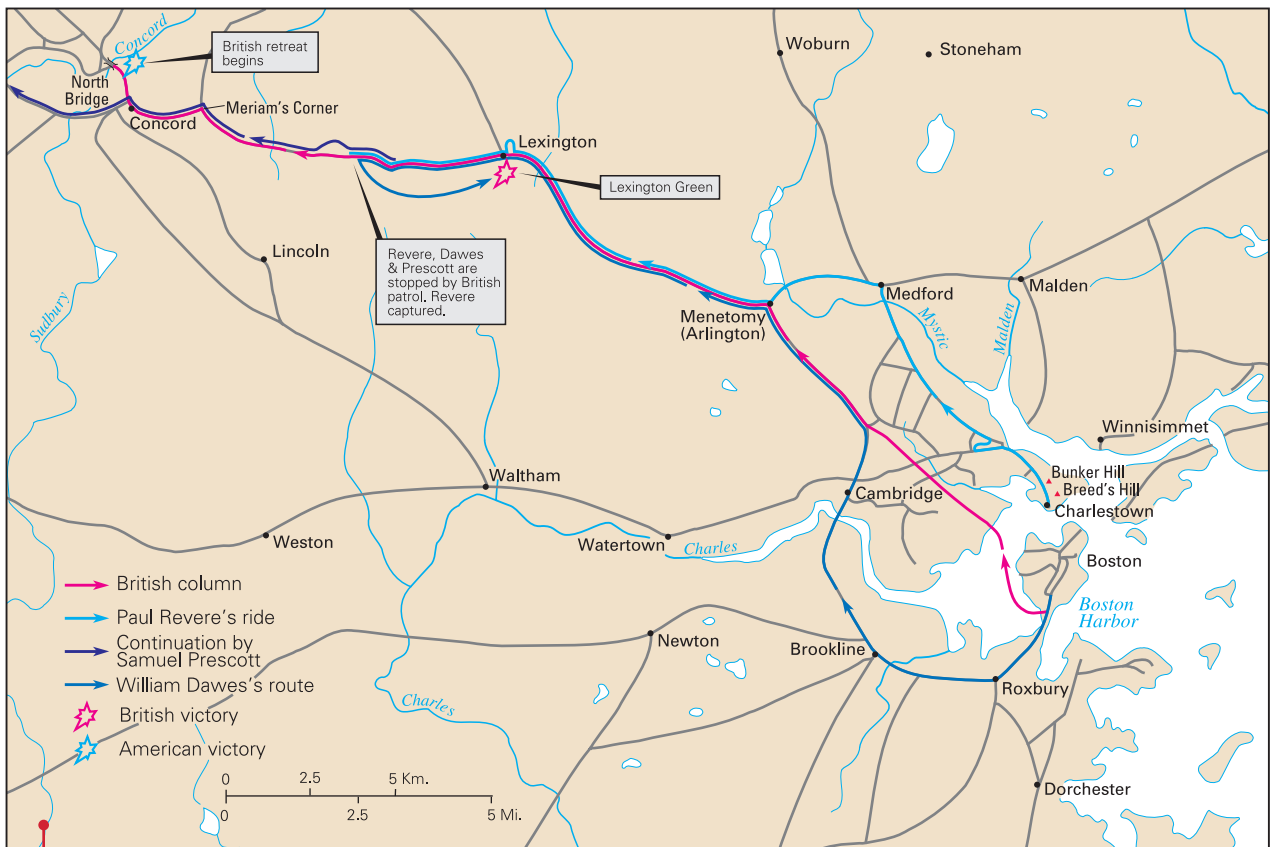 Concord
British retreat
begins
North
Bridge
Concord
Meriam's Corner
Woburn
Stoneham
Lexington
Lexington Green
Lincoln
Revere, Dawes
& Prescott are
stopped by British
patrol. Revere
captured.
Sudbury
Menetomy
(Arlington)
Medford
Malden
Mystic
Malden
Winnisimmet
Bunker Hill
Breed's Hill
Charlestown
Waltham
Cambridge
Weston
Watertown
Charles
Boston
Boston
Harbor
Newton
Brookline
Roxbury
Charles
Dorchester
British column
Paul Revere's ride
Continuation by
Samuel Prescott
William Dawes's route
British victory
American victory
0 2.5 5 Km.
0 2.5 5 Mi.